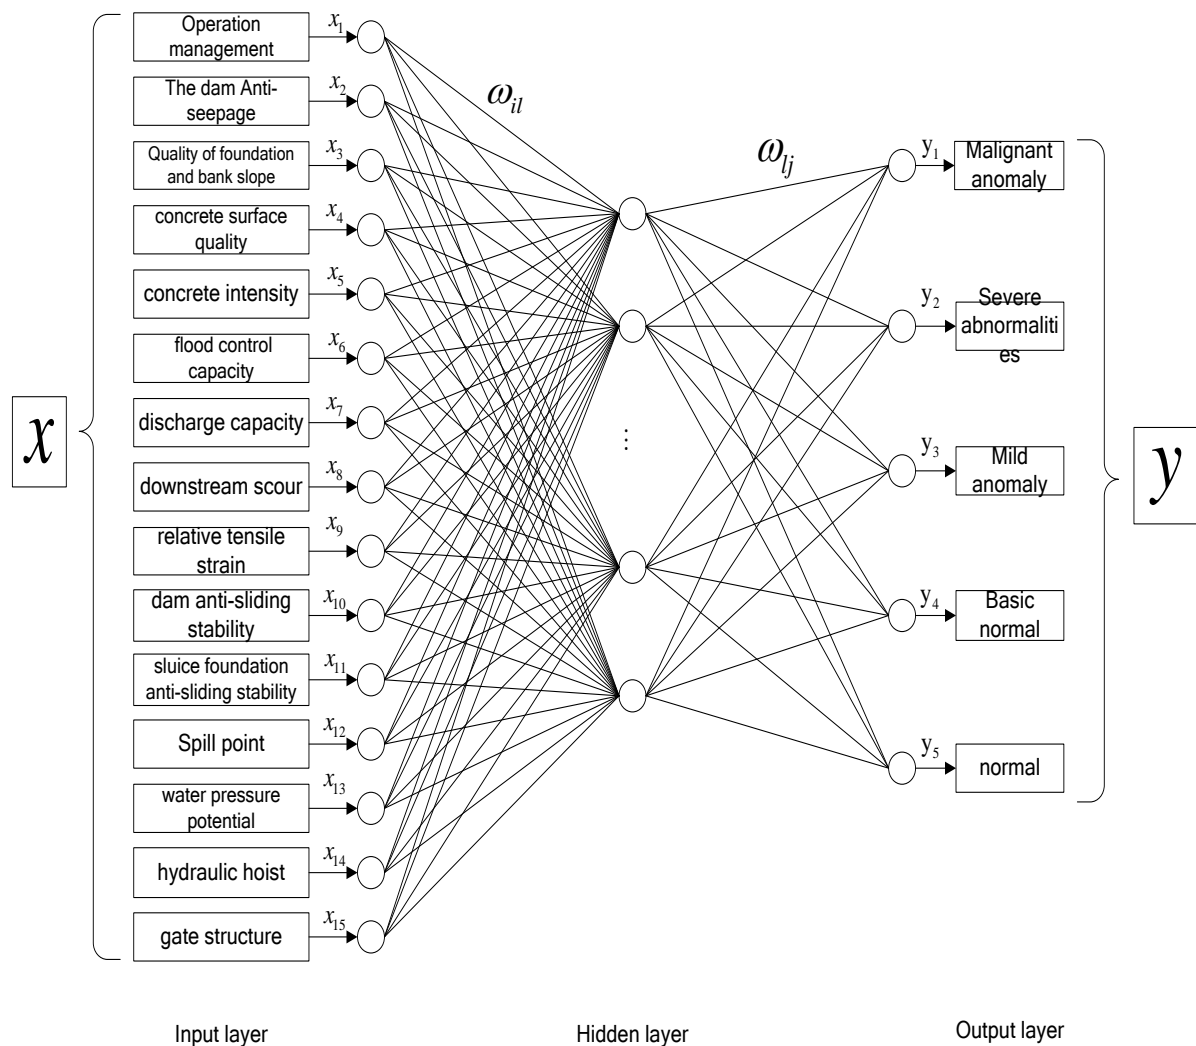 x
Operation
management
x1
The dam Anti-
seepage
x2
Quality of foundation
and bank slope
x3
concrete surface
quality
x4
concrete intensity
x5
flood control
capacity
x6
discharge capacity
x7
downstream scour
x8
relative tensile
strain
x9
dam anti-sliding
stability
x10
sluice foundation
anti-sliding stability
x11
Spill point
x12
water pressure
potential
x13
hydraulic hoist
x14
gate structure
x15
ωil
ωlj
⋮
y1
Malignant
anomaly
y2
Severe
abnormaliti
es
y3
Mild
anomaly
y4
Basic
normal
y5
normal
y
Input layer
Hidden layer
Output layer